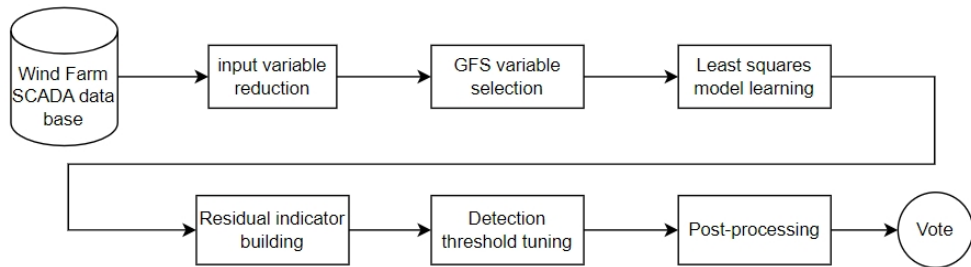 Wind Farm
SCADA data
base
input variable
reduction
GFS variable
selection
Least squares
model learning
Residual indicator
building
Detection
threshold tuning
Post-processing
Vote